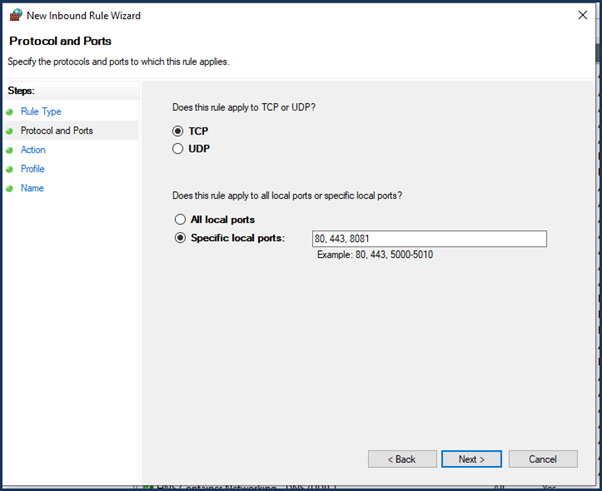 New Inbound Rule Wizard
Protocol and Ports
Specify the protocols and ports to which this rule applies.
Steps:
Rule Type
Protocol and Ports
Action
Profile
Name
Does this rule apply to TCP or UDP?
TCP
UDP
Does this rule apply to all local ports or specific local ports?
All local ports
Specific local ports:
80, 443, 8081
Example: 80, 443, 5000-5010
< Back
Next >
Cancel